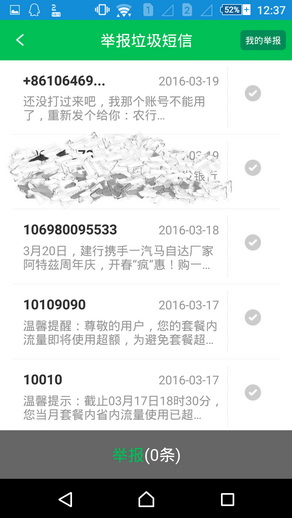 52% 12:37
举报垃圾短信
我的举报
+86106469... 2016-03-19
还没打过来吧，我那个账号不能用
了，重新发个给你：农行...
106980095533 2016-03-18
3月20日，建行携手一汽马自达厂家
阿特兹周年庆，开春“疯”惠！购一...
10109090 2016-03-17
温馨提醒：尊敬的用户，您的套餐内
流量即将使用超额，为避免套餐超...
10010 2016-03-17
温馨提示：截止03月17日18时30分，
您当月套餐内省内流量使用已超...
举报(0条)